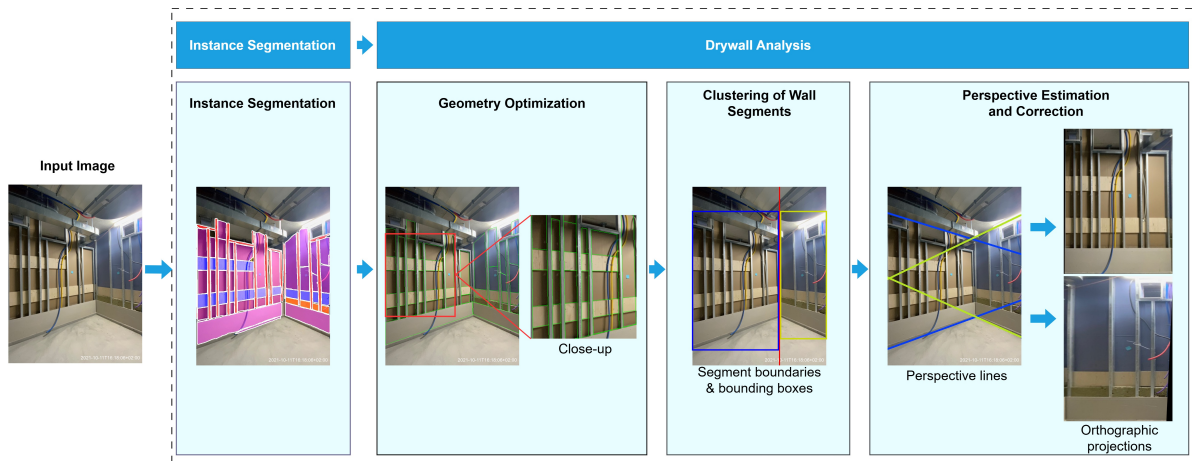 Instance Segmentation
Drywall Analysis
Input Image
Instance Segmentation
Geometry Optimization
Close-up
Clustering of Wall
Segments
Segment boundaries
& bounding boxes
Perspective Estimation
and Correction
Perspective lines
Orthographic
projections